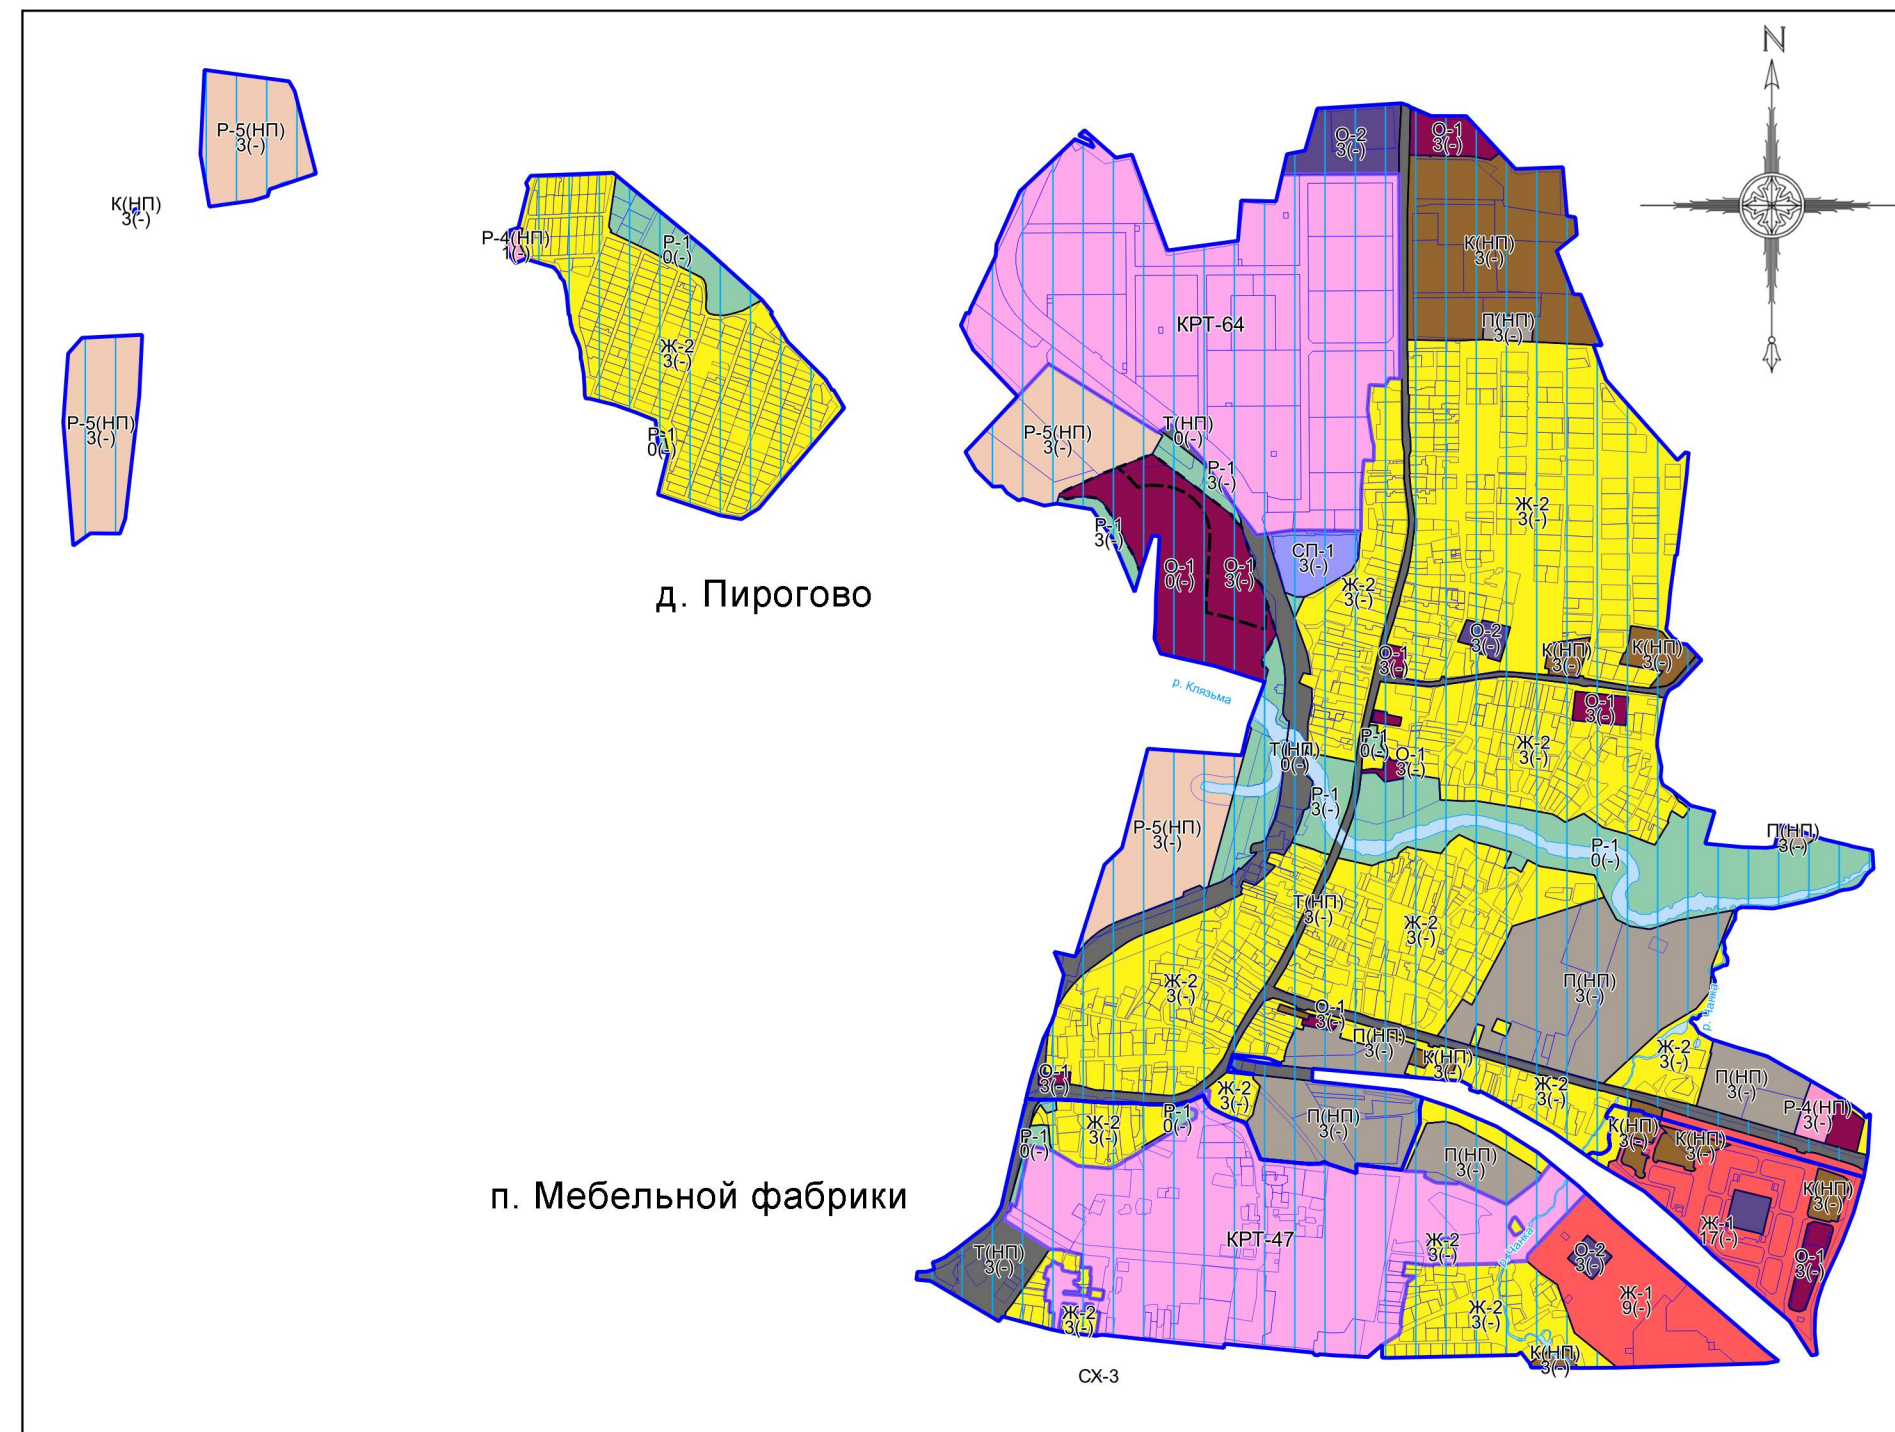 N
Р-5(НП)
3(-)
К(НП)
3(-)
Р-4(НП)
1(-)
Р-1
0(-)
Ж-2
3(-)
Р-1
0(-)
Р-5(НП)
3(-)
д. Пирогово
О-2
3(-)
О-1
3(-)
К(НП)
3(-)
П(НП)
3(-)
КРТ-64
Р-5(НП)
3(-)
Т(НП)
0(-)
Р-1
3(-)
Р-1
3(-)
О-1
0(-)
О-1
3(-)
СП-1
3(-)
Ж-2
3(-)
Ж-2
3(-)
О-2
3(-)
О-1
3(-)
К(НП)
3(-)
К(НП)
3(-)
О-1
3(-)
р. Клязьма
Т(НП)
0(-)
Р-1
0(-)
О-1
3(-)
Ж-2
3(-)
Р-1
3(-)
Р-5(НП)
3(-)
Р-1
0(-)
П(НП)
3(-)
Т(НП)
3(-)
Ж-2
3(-)
Ж-2
3(-)
П(НП)
3(-)
р. Чанка
О-1
3(-)
П(НП)
3(-)
К(НП)
3(-)
Ж-2
3(-)
О-1
3(-)
Ж-2
3(-)
Ж-2
3(-)
П(НП)
3(-)
Р-4(НП)
3(-)
Р-1
0(-)
Ж-2
3(-)
Р-1
0(-)
П(НП)
3(-)
П(НП)
3(-)
К(НП)
3(-)
К(НП)
3(-)
К(НП)
3(-)
п. Мебельной фабрики
Ж-1
17(-)
О-1
3(-)
КРТ-47
Ж-2
3(-)
р. Чанка
О-2
3(-)
Т(НП)
3(-)
Ж-1
9(-)
Ж-2
3(-)
Ж-2
3(-)
К(НП)
3(-)
СХ-3